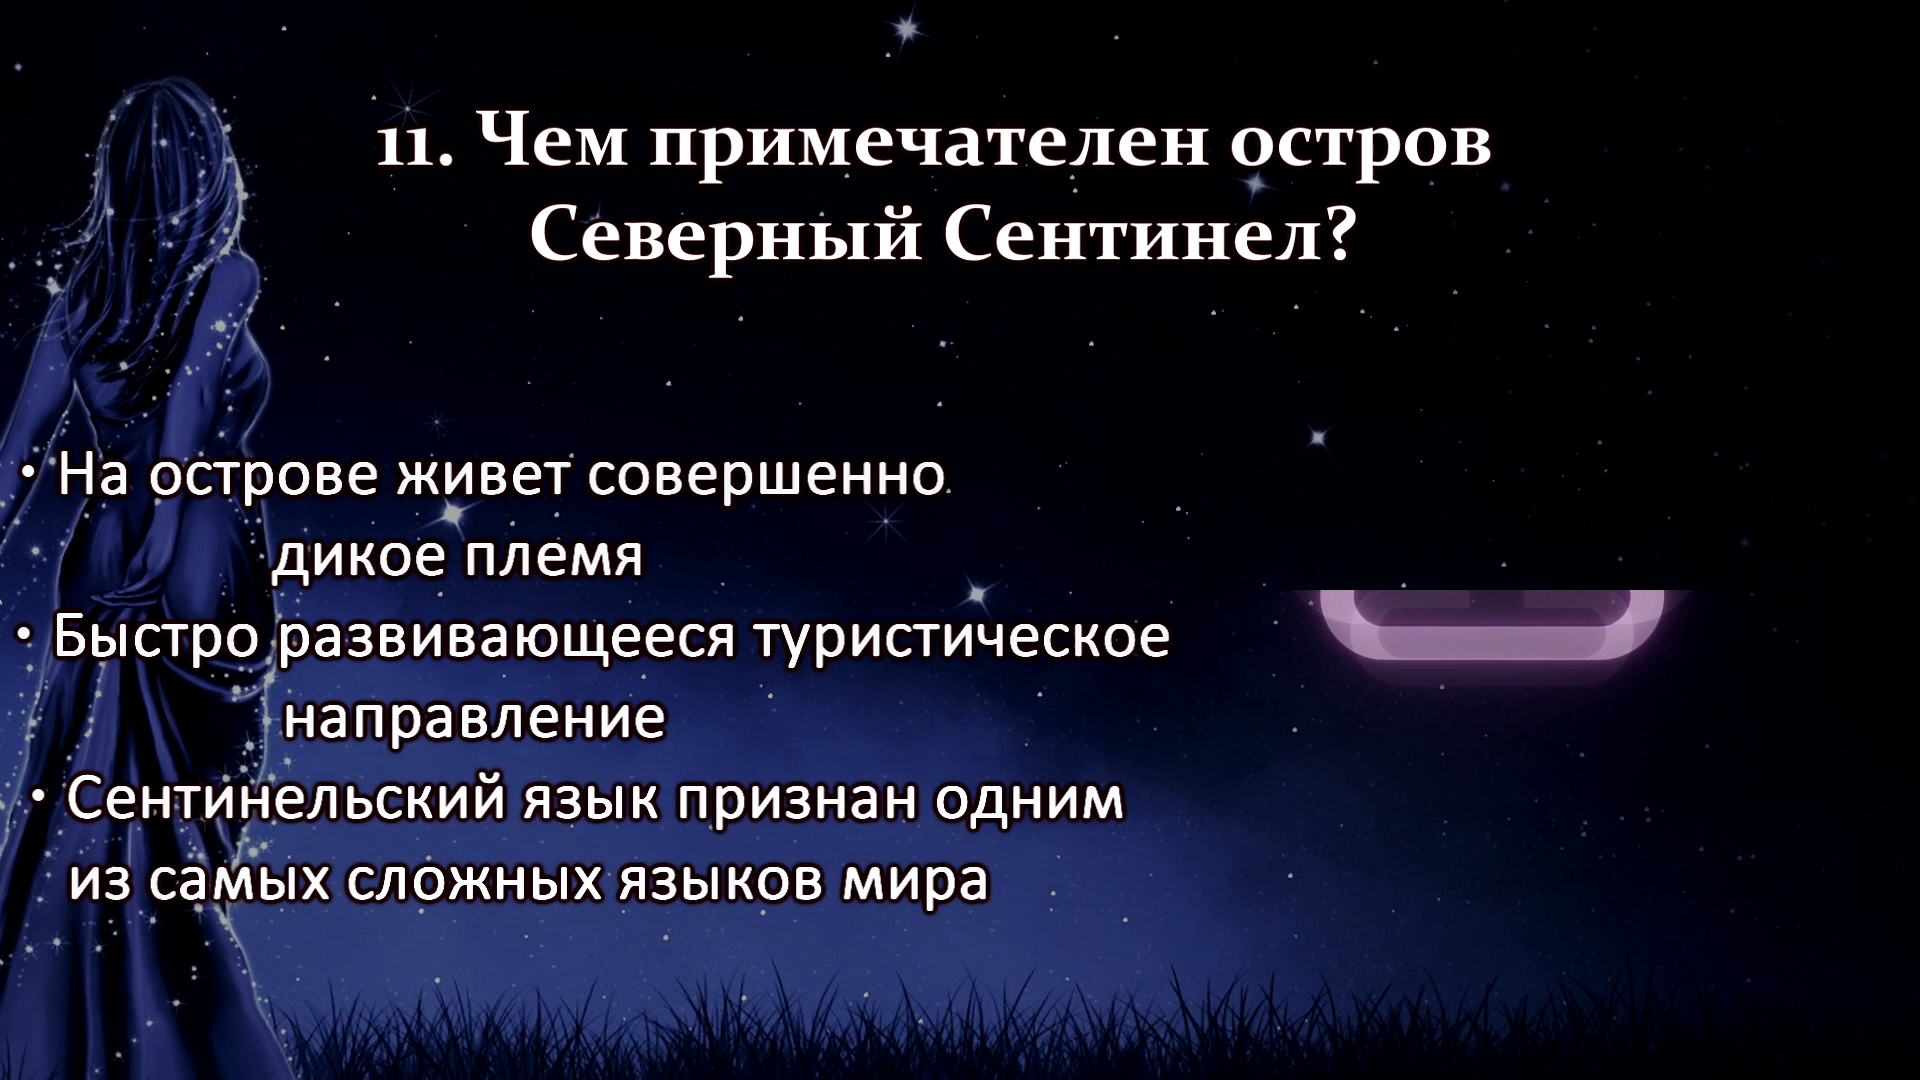 11. Чем примечателен остров
Северный Сентинел?
• На острове живет совершенно
дикое племя
• Быстро развивающееся туристическое
направление
• Сентинельский язык признан одним
из самых сложных языков мира